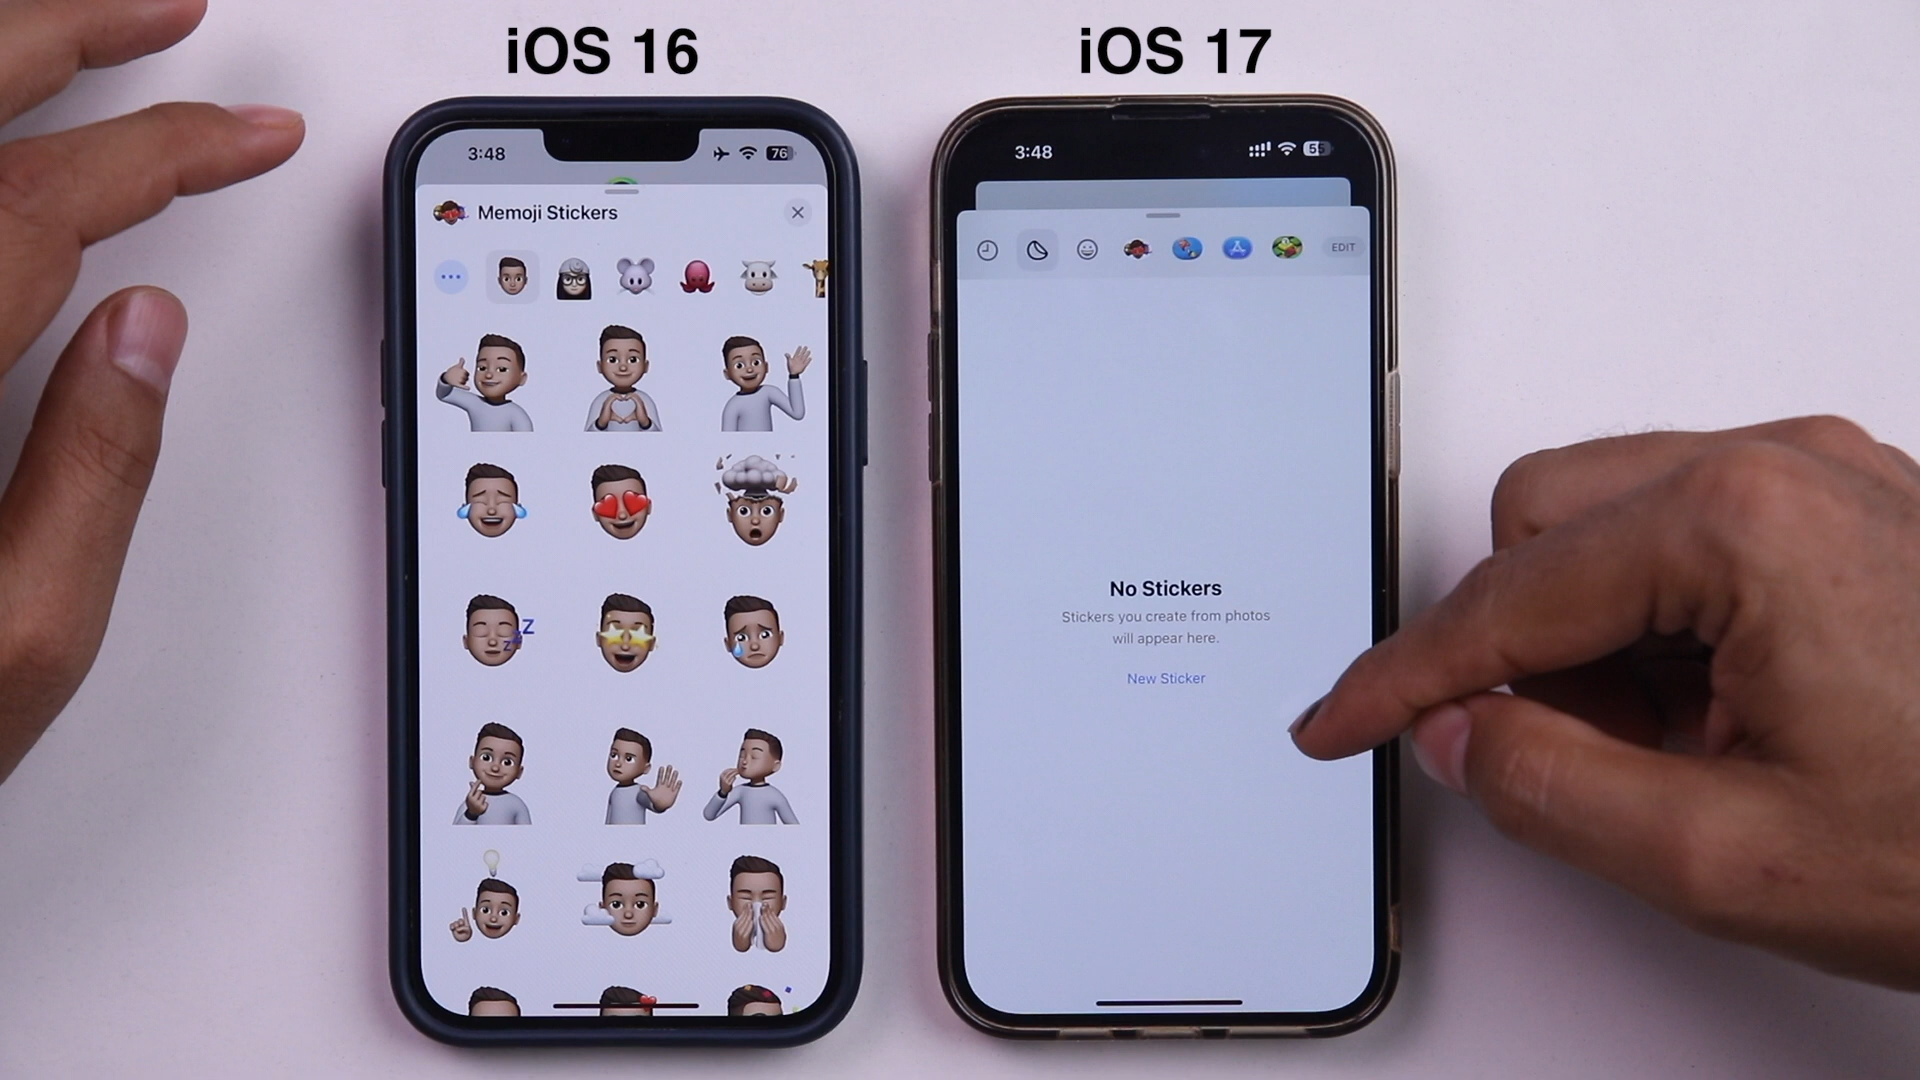 iOS 16
iOS 17
3:48
76
3:48
55
Memoji Stickers
EDIT
No Stickers
Stickers you create from photos
will appear here.
New Sticker